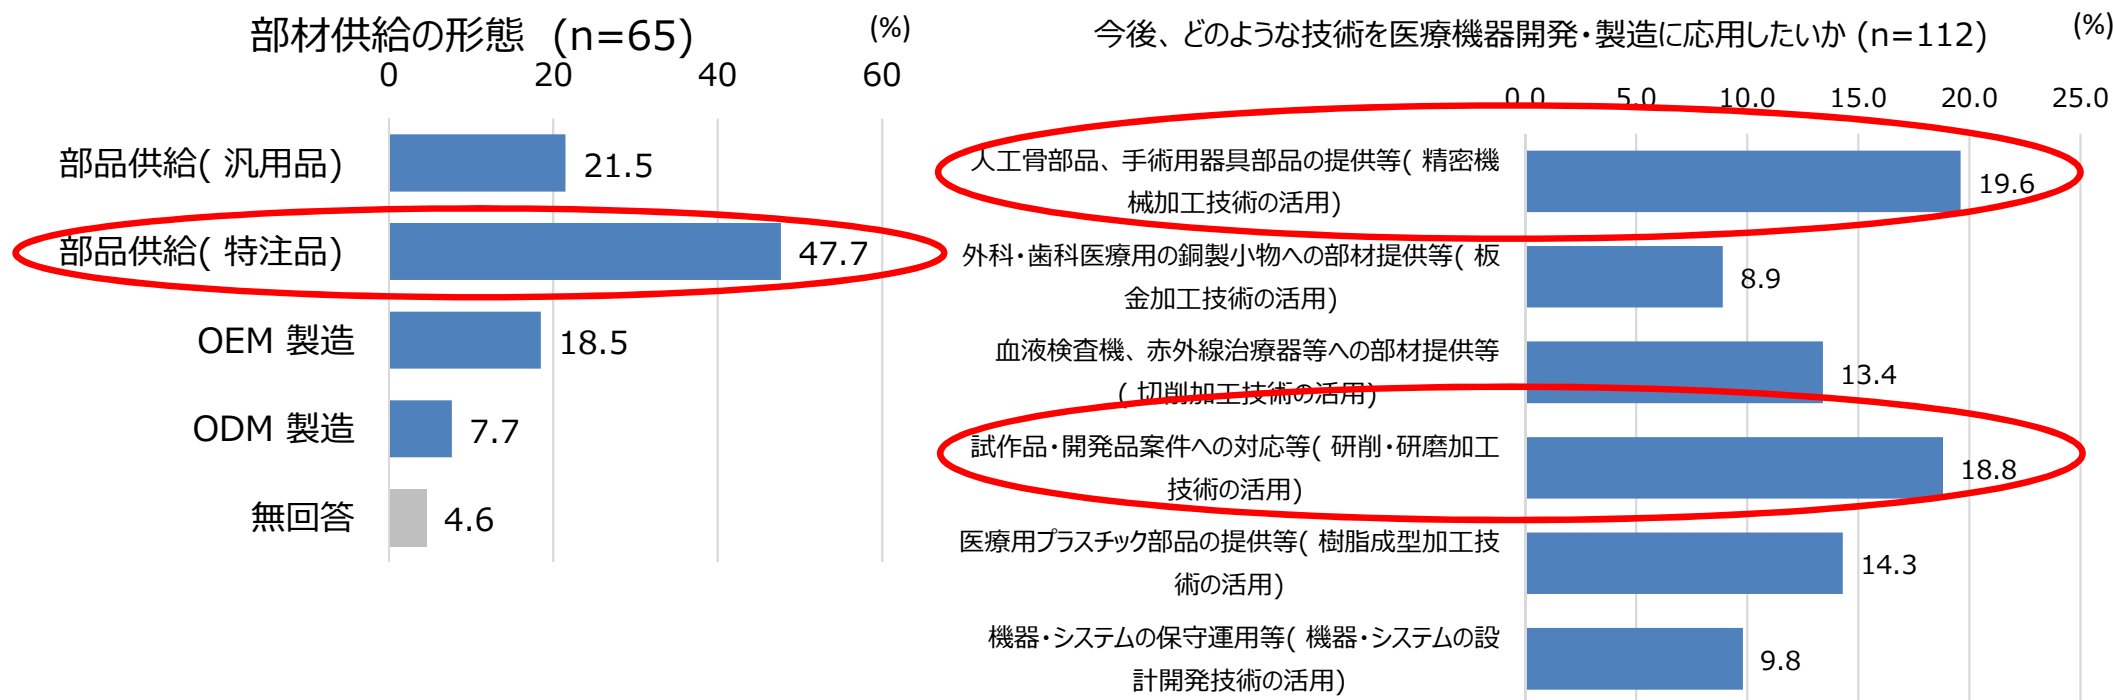 部材供給の形態 (n=65)
(%)
0 20 40 60
部品供給( 汎用品) 21.5
部品供給( 特注品) 47.7
OEM 製造 18.5
ODM 製造 7.7
無回答 4.6
今後、どのような技術を医療機器開発・製造に応用したいか (n=112)
(%)
0.0 5.0 10.0 15.0 20.0 25.0
人工骨部品、手術用器具部品の提供等( 精密機
械加工技術の活用)
19.6
外科・歯科医療用の銅製小物への部材提供等( 板
金加工技術の活用)
8.9
血液検査機、赤外線治療器等への部材提供等
( 切削加工技術の活用)
13.4
試作品・開発品案件への対応等( 研削・研磨加工
技術の活用)
18.8
医療用プラスチック部品の提供等( 樹脂成型加工技
術の活用)
14.3
機器・システムの保守運用等( 機器・システムの設
計開発技術の活用)
9.8